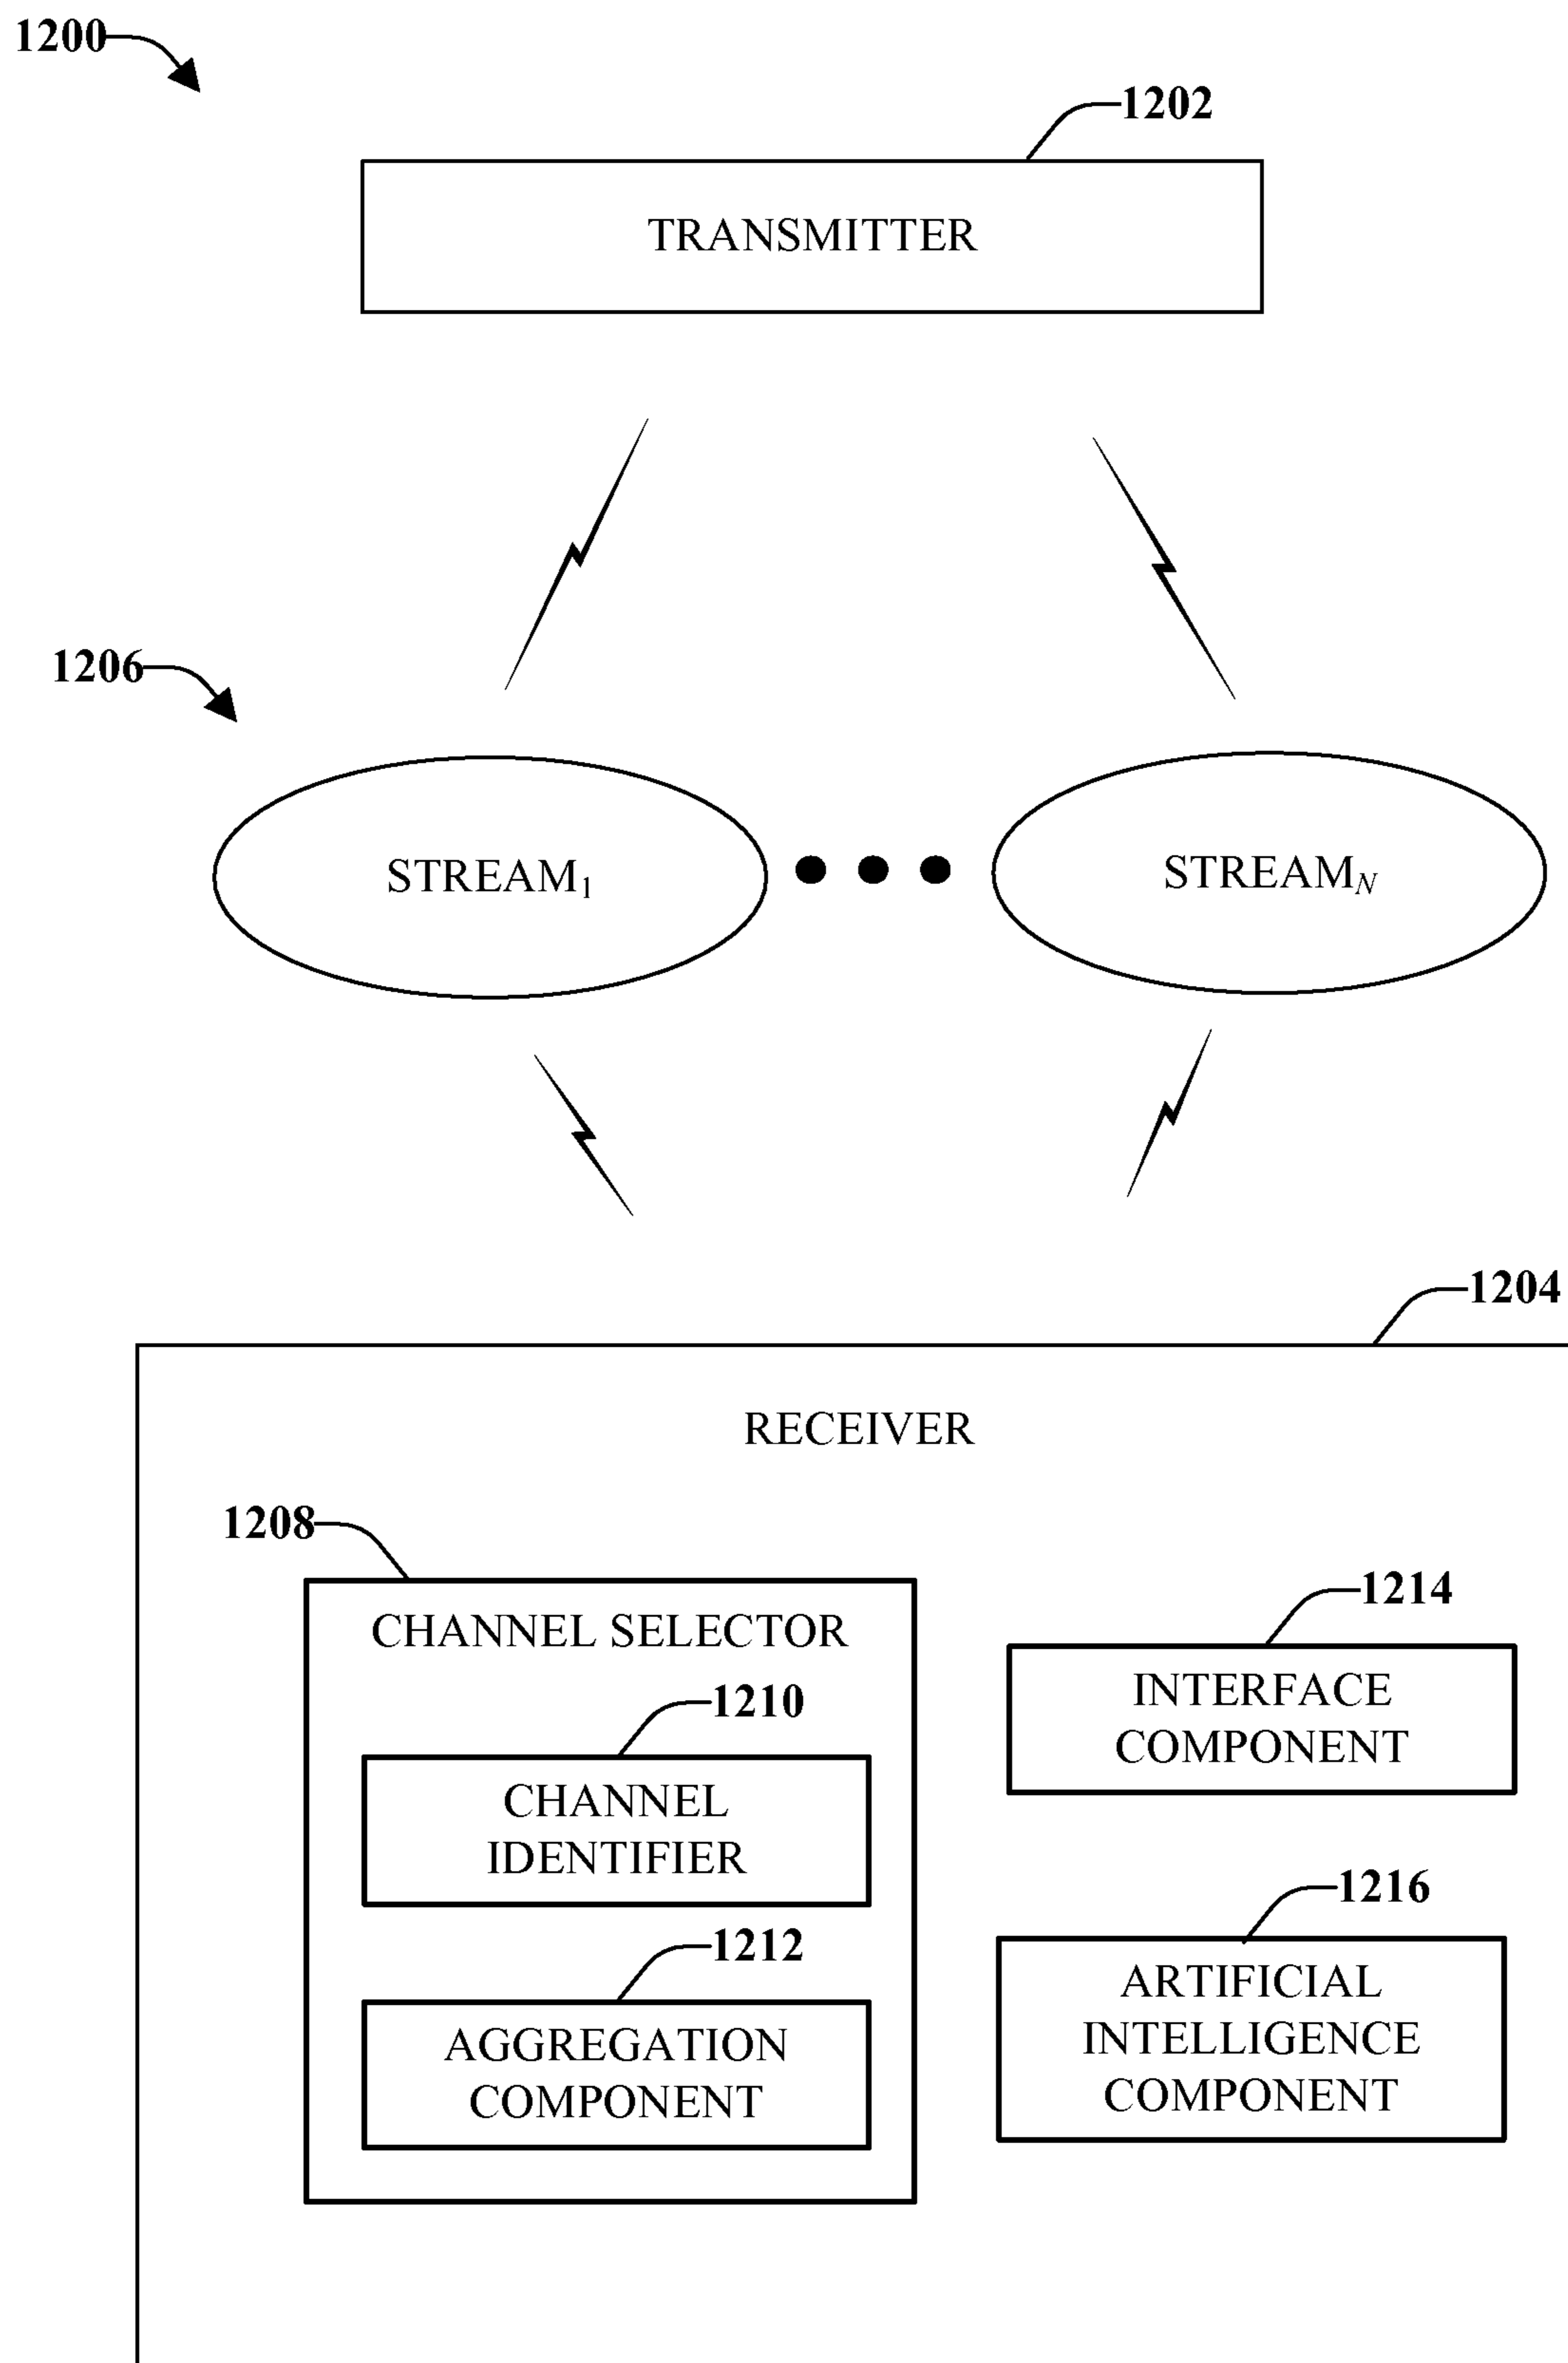 1200
1202
TRANSMITTER
1206
STREAM₁
STREAM_N
1204
RECEIVER
1208
CHANNEL SELECTOR
1210
CHANNEL
IDENTIFIER
1212
AGGREGATION
COMPONENT
1214
INTERFACE
COMPONENT
1216
ARTIFICIAL
INTELLIGENCE
COMPONENT